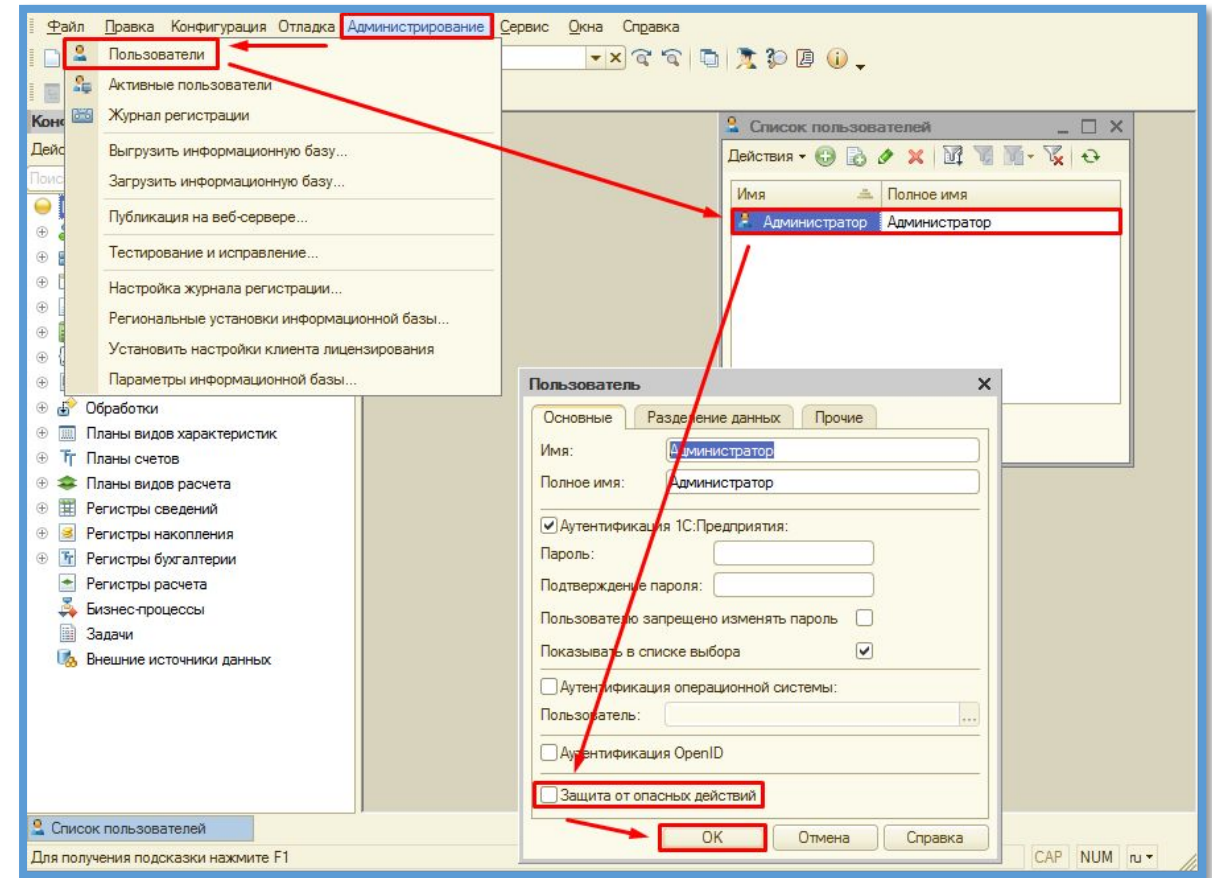 Файл Правка Конфигурация Отладка Администрирование Сервис Окна Справка
Пользователи
Активные пользователи
Журнал регистрации
Выгрузить информационную базу...
Загрузить информационную базу...
Публикация на веб-сервере...
Тестирование и исправление...
Настройка журнала регистрации...
Региональные установки информационной базы...
Установить настройки клиента лицензирования
Параметры информационной базы...
Обработки
Планы видов характеристик
Планы счетов
Планы видов расчета
Регистры сведений
Регистры накопления
Регистры бухгалтерии
Регистры расчета
Бизнес-процессы
Задачи
Внешние источники данных
Список пользователей
Действия
Имя Полное имя
Администратор Администратор
Пользователь
Основные Разделение данных Прочие
Имя: Администратор
Полное имя: Администратор
Аутентификация 1С:Предприятия:
Пароль:
Подтверждение пароля:
Пользователю запрещено изменять пароль
Показывать в списке выбора
Аутентификация операционной системы:
Пользователь: ...
Аутентификация OpenID
Защита от опасных действий
OK Отмена Справка
Список пользователей
Для получения подсказки нажмите F1 CAP NUM ru